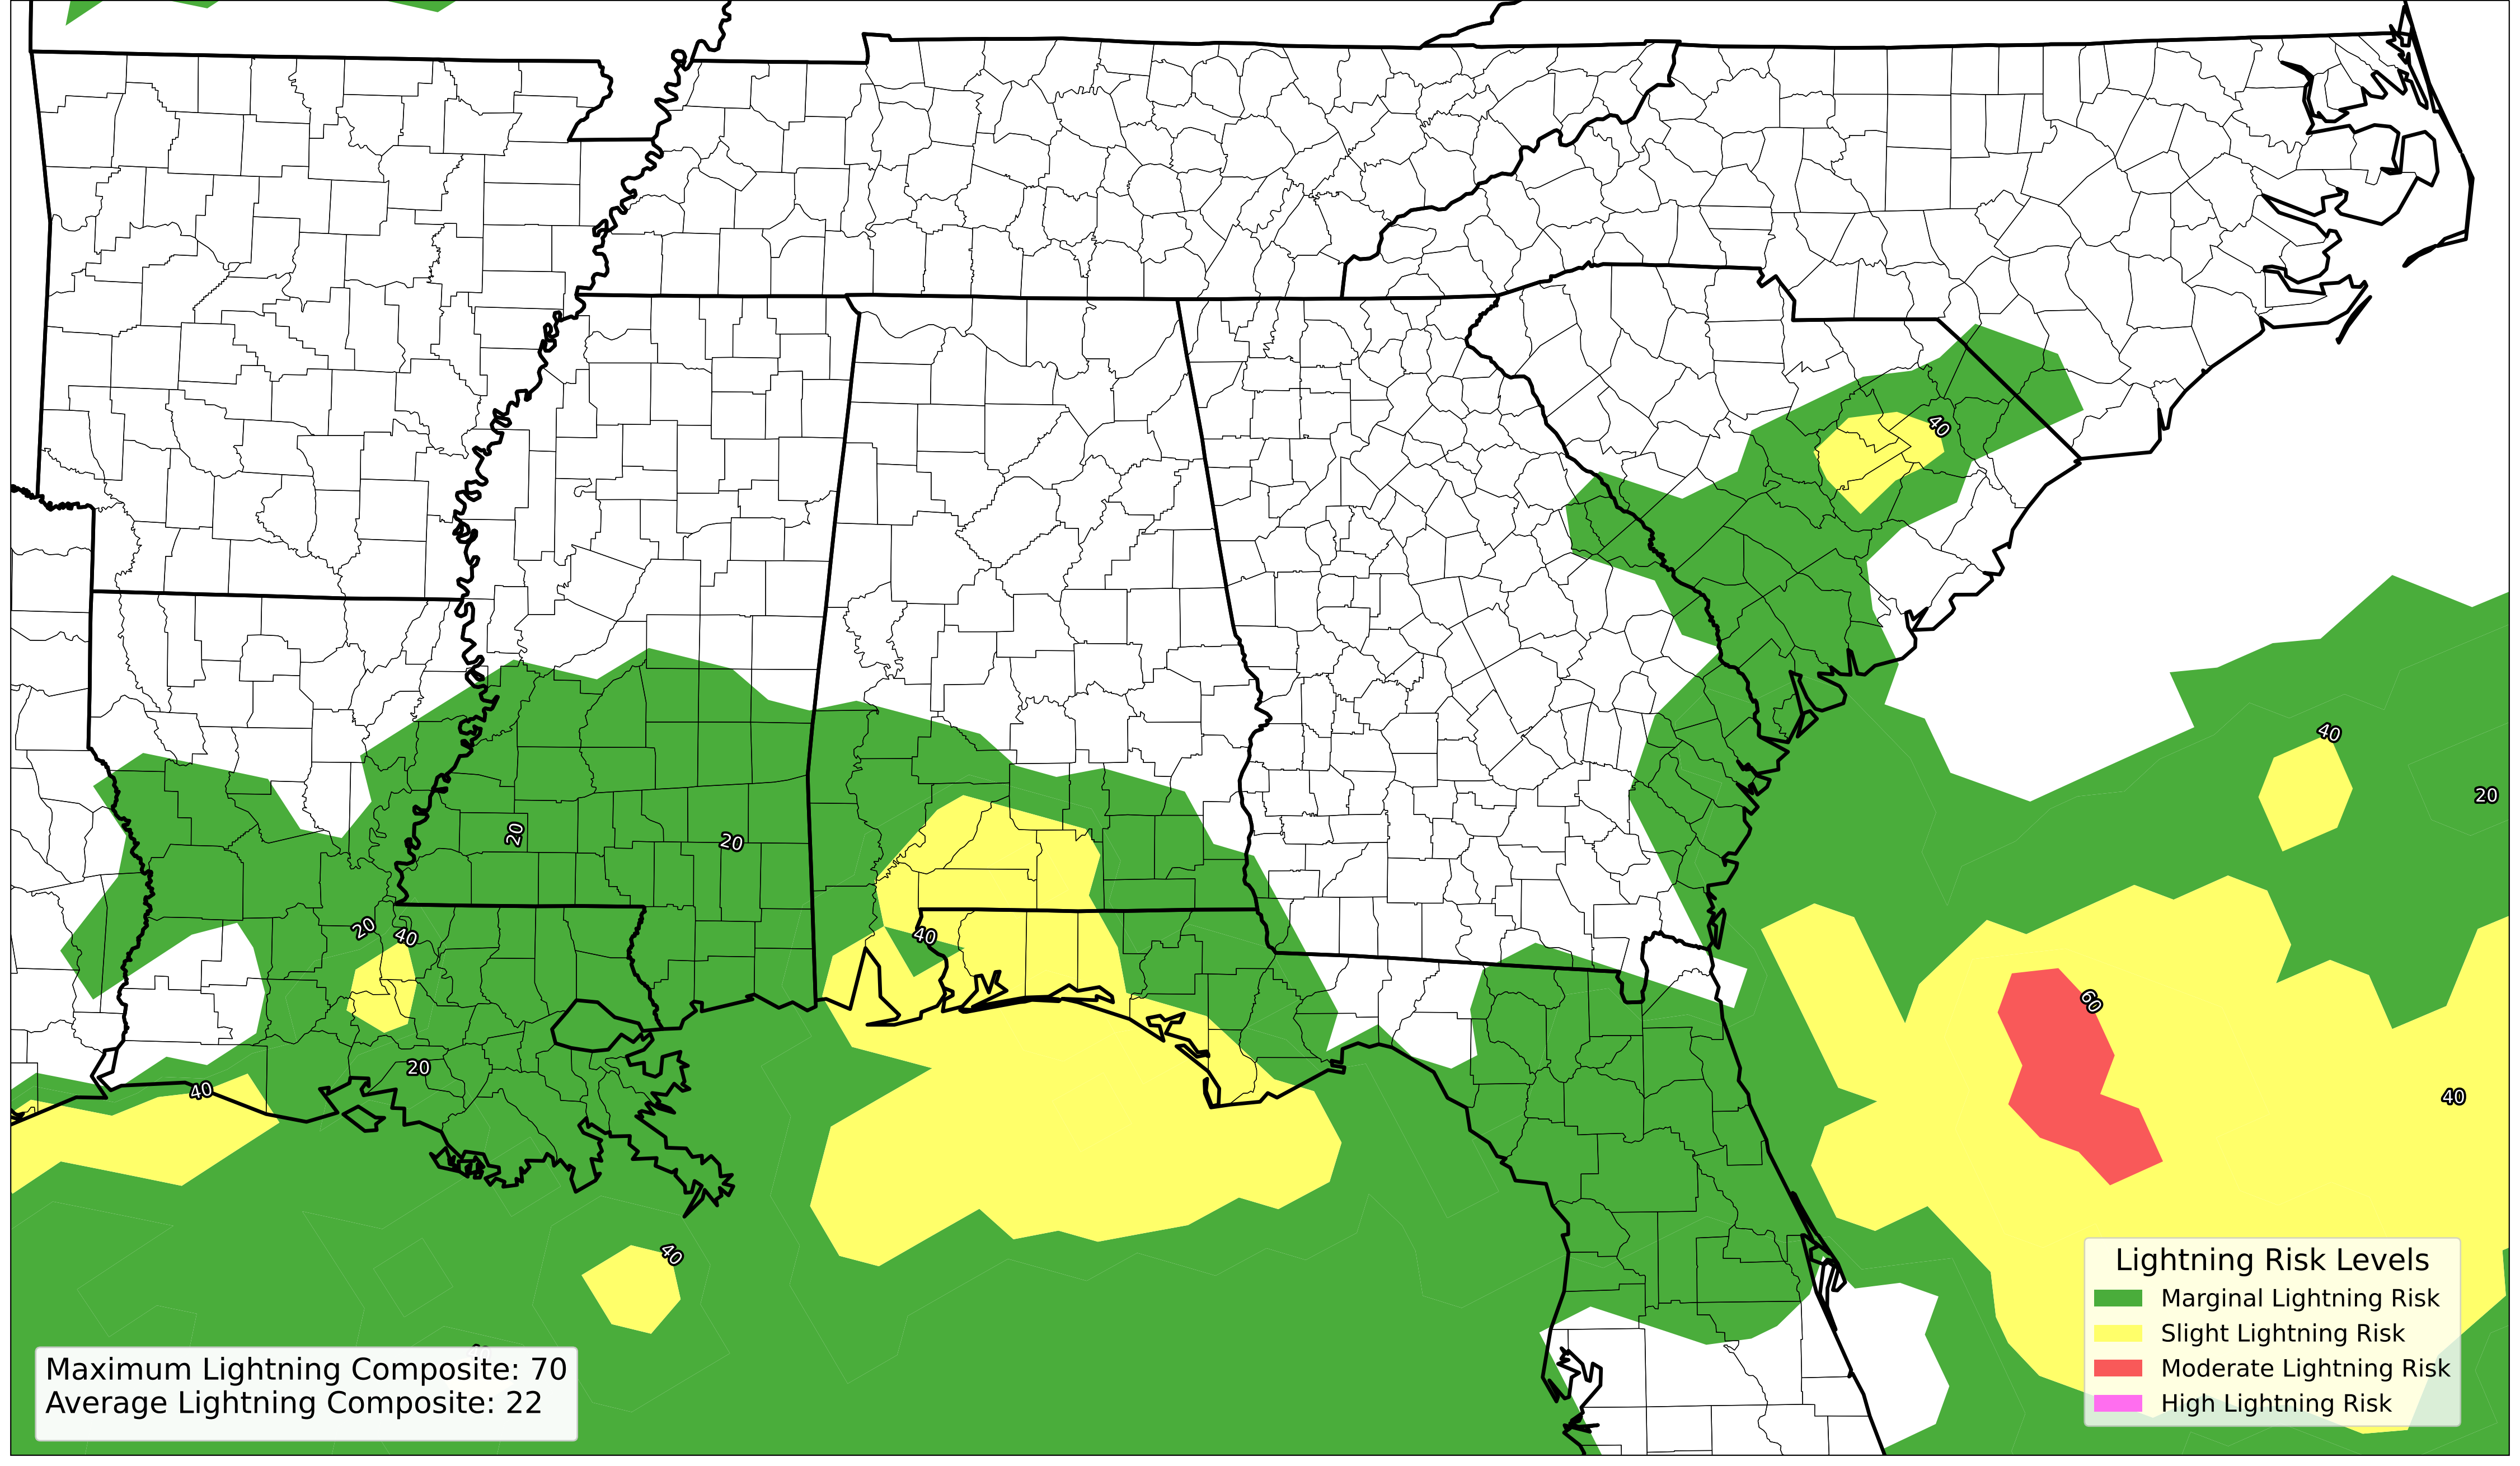 40
40
20
20
20
20
40
40
60
20
40
40
40
40
Maximum Lightning Composite: 70
Average Lightning Composite: 22
Lightning Risk Levels
Marginal Lightning Risk
Slight Lightning Risk
Moderate Lightning Risk
High Lightning Risk